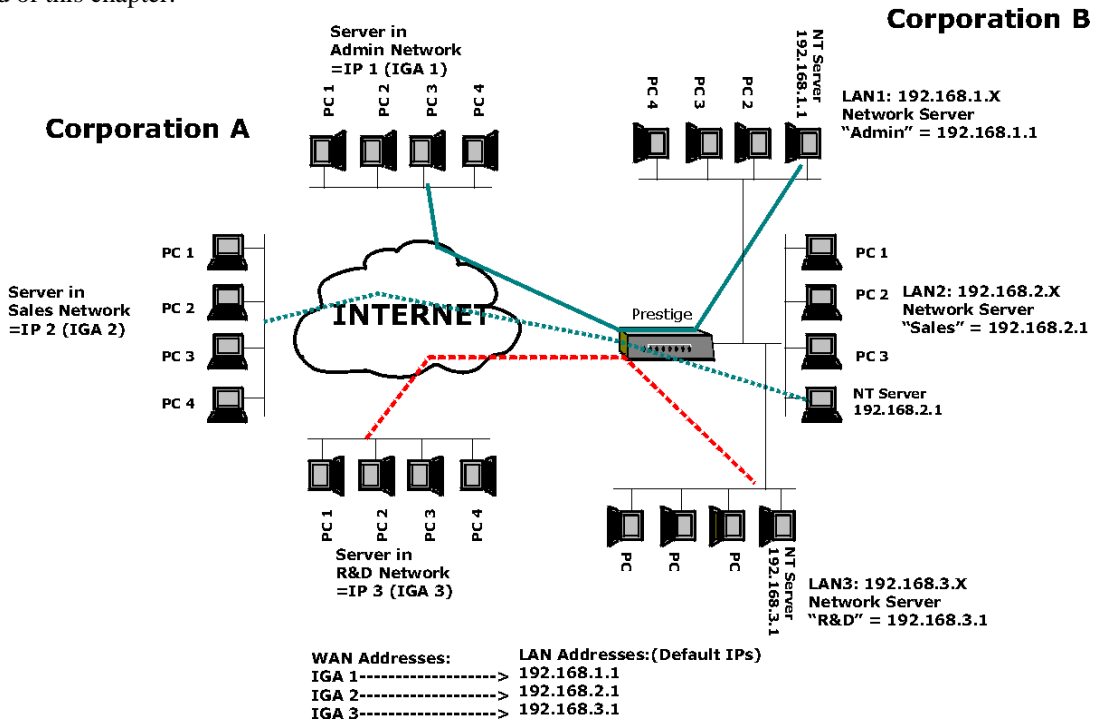 d of this chapter.
Corporation B
Server in
Admin Network
=IP 1 (IGA 1)
PC 1
PC 2
PC 3
PC 4
Corporation A
PC 4
PC 3
PC 2
NT Server
192.168.1.1
LAN1: 192.168.1.X
Network Server
“Admin” = 192.168.1.1
PC 1
PC 2
PC 3
PC 4
Server in
Sales Network
=IP 2 (IGA 2)
INTERNET
Prestige
PC 1
PC 2
PC 3
NT Server
192.168.2.1
LAN2: 192.168.2.X
Network Server
“Sales” = 192.168.2.1
PC 1
PC 2
PC 3
PC 4
Server in
R&D Network
=IP 3 (IGA 3)
PC
PC
PC
NT Server
192.168.3.1
LAN3: 192.168.3.X
Network Server
“R&D” = 192.168.3.1
WAN Addresses:
LAN Addresses:(Default IPs)
IGA 1---------------------> 192.168.1.1
IGA 2---------------------> 192.168.2.1
IGA 3---------------------> 192.168.3.1